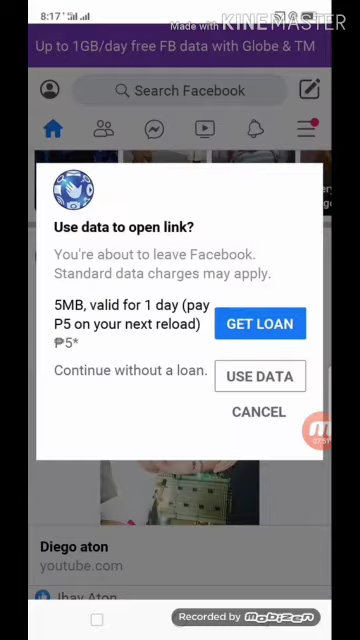 8:17
Made with KINEMASTER
Up to 1GB/day free FB data with Globe & TM
Search Facebook
Use data to open link?
You're about to leave Facebook.
Standard data charges may apply.
5MB, valid for 1 day (pay
P5 on your next reload)
₱5*
GET LOAN
Continue without a loan.
USE DATA
CANCEL
07:51
Diego aton
youtube.com
Jhay Aton
Recorded by mobizen